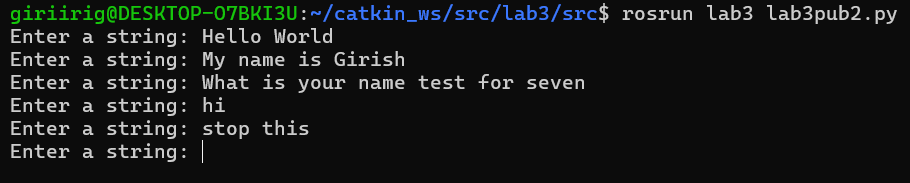 giriirig@DESKTOP-O7BKI3U:~/catkin_ws/src/lab3/src$ rosrun lab3 lab3pub2.py
Enter a string: Hello World
Enter a string: My name is Girish
Enter a string: What is your name test for seven
Enter a string: hi
Enter a string: stop this
Enter a string: